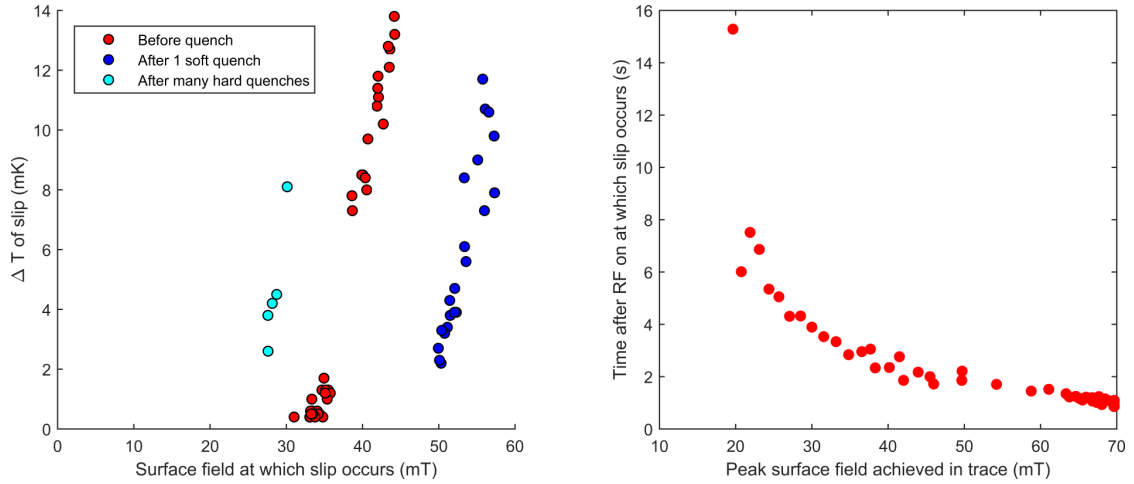 Before quench
After 1 soft quench
After many hard quenches
14
12
10
8
6
4
2
0
Δ T of slip (mK)
0 10 20 30 40 50 60
Surface field at which slip occurs (mT)
16
14
12
10
8
6
4
2
0
Time after RF on at which slip occurs (s)
10 20 30 40 50 60 70
Peak surface field achieved in trace (mT)